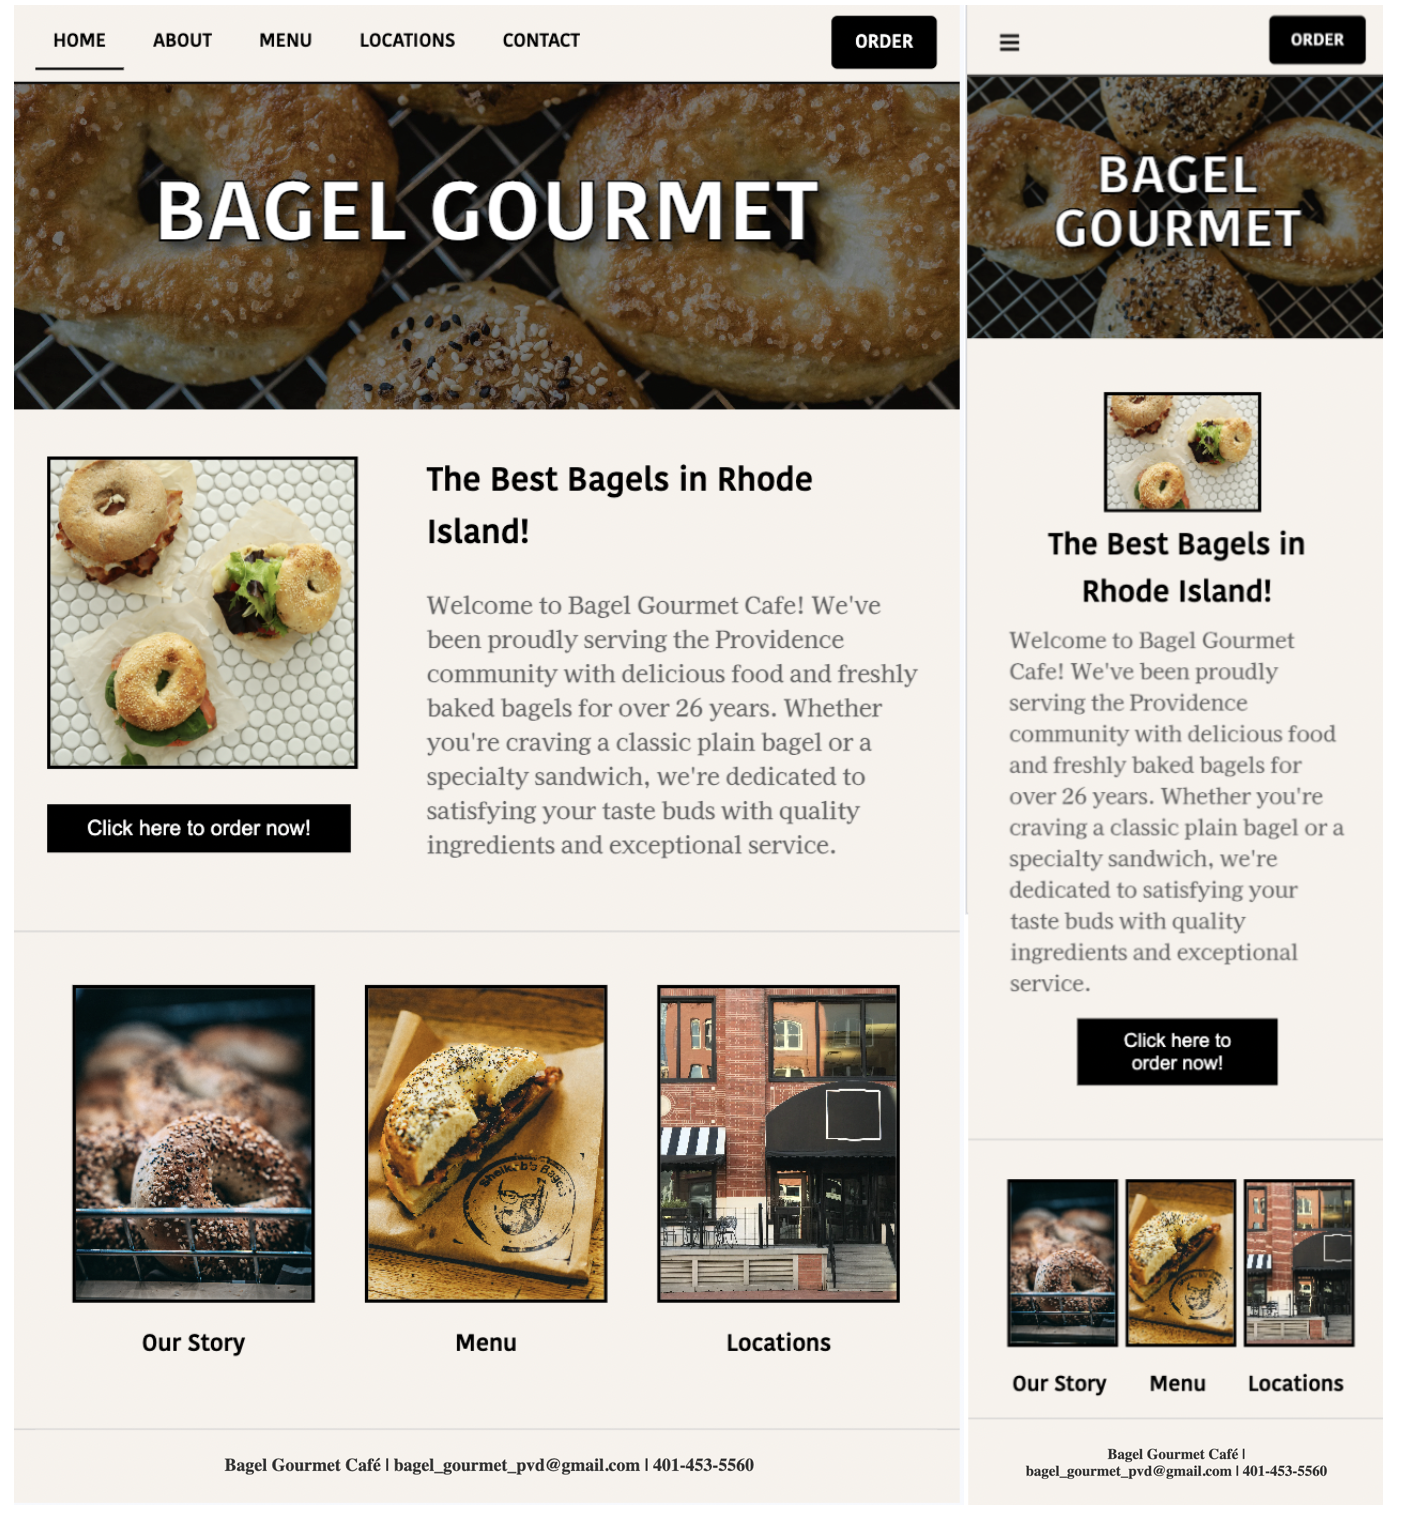 HOME ABOUT MENU LOCATIONS CONTACT ORDER
BAGEL GOURMET
The Best Bagels in Rhode
Island!
Welcome to Bagel Gourmet Cafe! We've
been proudly serving the Providence
community with delicious food and freshly
baked bagels for over 26 years. Whether
you're craving a classic plain bagel or a
specialty sandwich, we're dedicated to
satisfying your taste buds with quality
ingredients and exceptional service.
Click here to order now!
Bagels
Our Story Menu Locations
Bagel Gourmet Café | bagel_gourmet_pvd@gmail.com | 401-453-5560
ORDER
BAGEL
GOURMET
The Best Bagels in
Rhode Island!
Welcome to Bagel Gourmet
Cafe! We've been proudly
serving the Providence
community with delicious food
and freshly baked bagels for
over 26 years. Whether you're
craving a classic plain bagel or a
specialty sandwich, we're
dedicated to satisfying your
taste buds with quality
ingredients and exceptional
service.
Click here to
order now!
Our Story Menu Locations
Bagel Gourmet Café |
bagel_gourmet_pvd@gmail.com | 401-453-5560